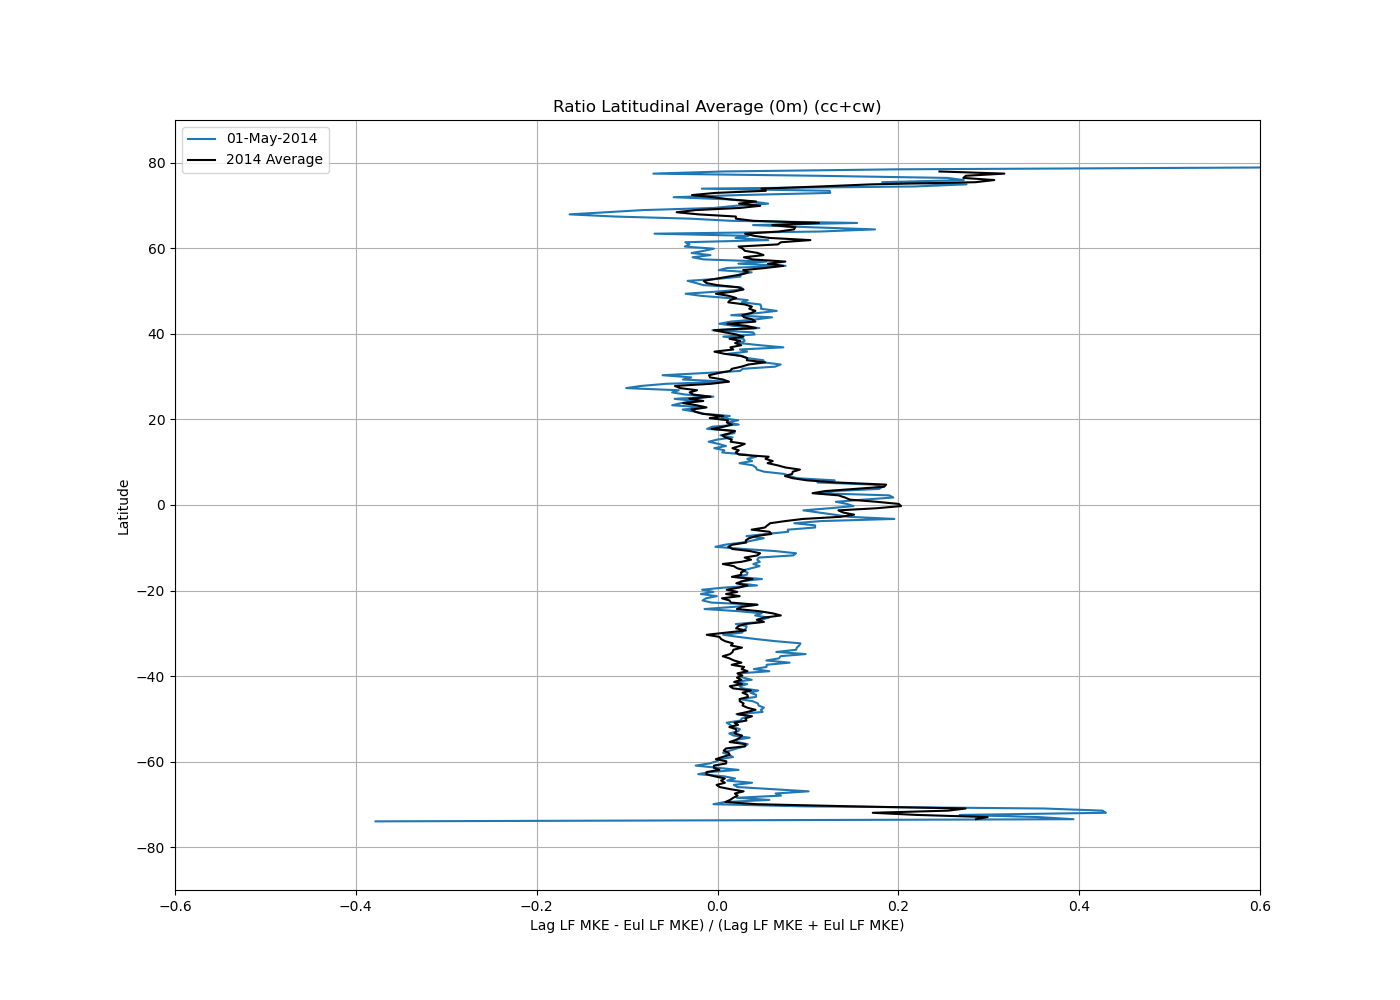 Ratio Latitudinal Average (0m) (cc+cw)
01-May-2014
2014 Average
80
60
40
20
0
−20
−40
−60
−80
Latitude
−0.6 −0.4 −0.2 0.0 0.2 0.4 0.6
Lag LF MKE - Eul LF MKE) / (Lag LF MKE + Eul LF MKE)